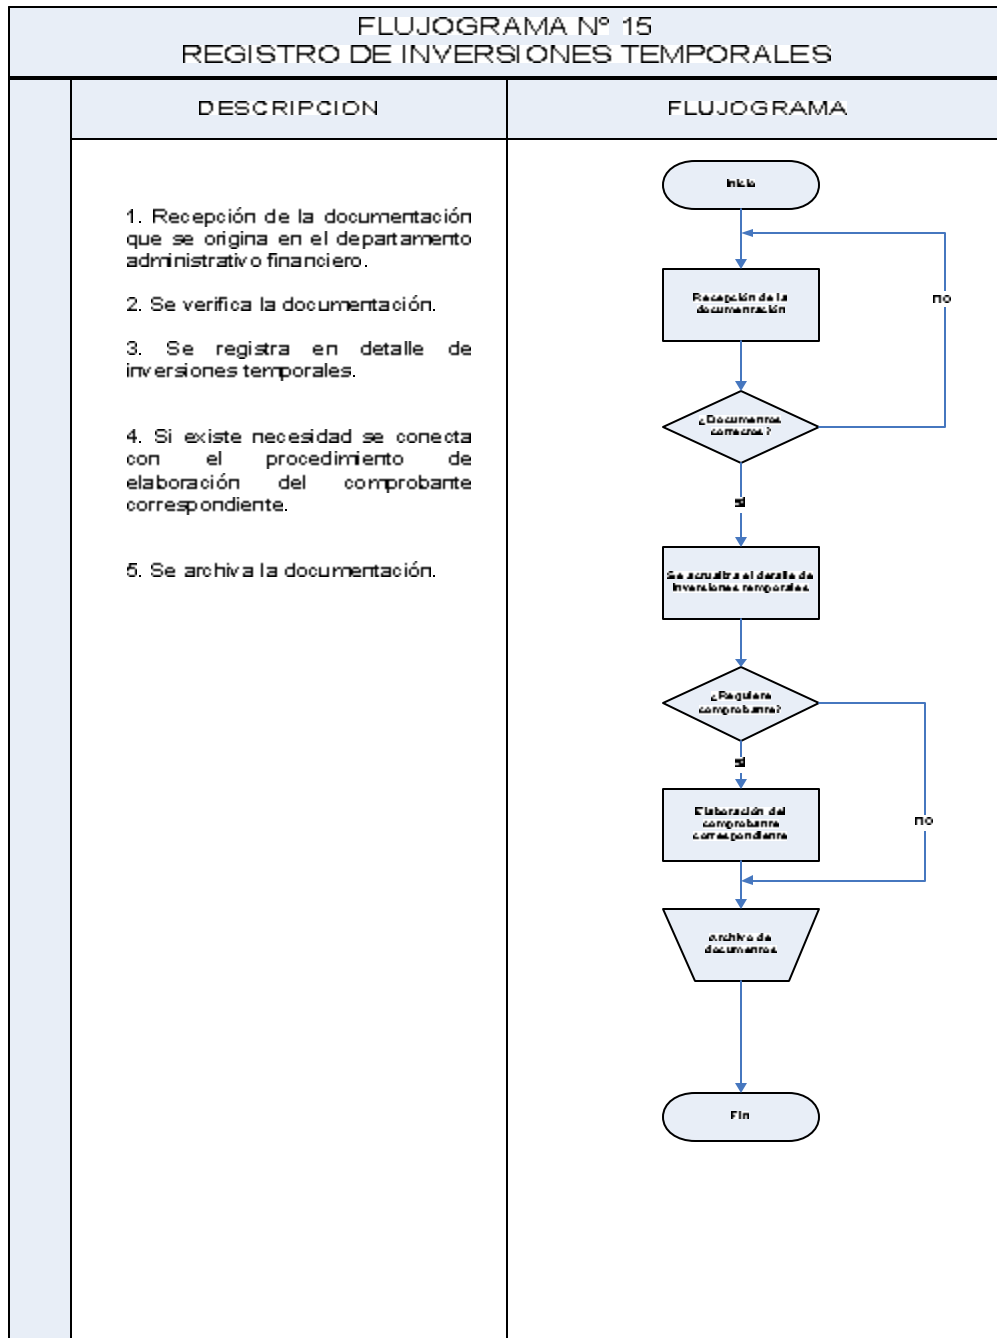 FLUJOGRAMA Nº 15
REGISTRO DE INVERSIONES TEMPORALES
DESCRIPCION
FLUJOGRAMA
1. Recepción de la documentación
que se origina en el departamento
administrativo financiero.
2. Se verifica la documentación.
3. Se registra en detalle de
inversiones temporales.
4. Si existe necesidad se conecta
con el procedimiento de
elaboración del comprobante
correspondiente.
5. Se archiva la documentación.
Inicio
Recepción de la
documentación
no
¿Documentos
correctos?
si
Se actualiza el detalle de
inversiones temporales
¿Requiere
comprobante?
si
Elaboración del
comprobante
correspondiente
no
Archivo de
documentos
Fin